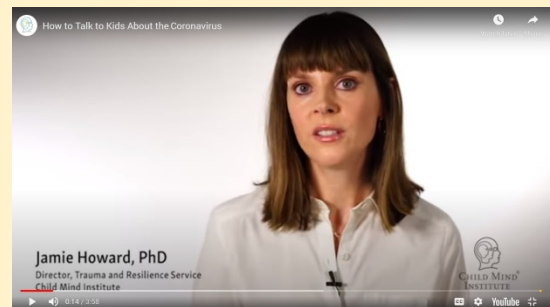 How to Talk to Kids About the Coronavirus
Jamie Howard, PhD
Director, Trauma and Resilience Service
Child Mind Institute
CHILD MIND®
INSTITUTE
0:14 / 3:58
CC
YouTube